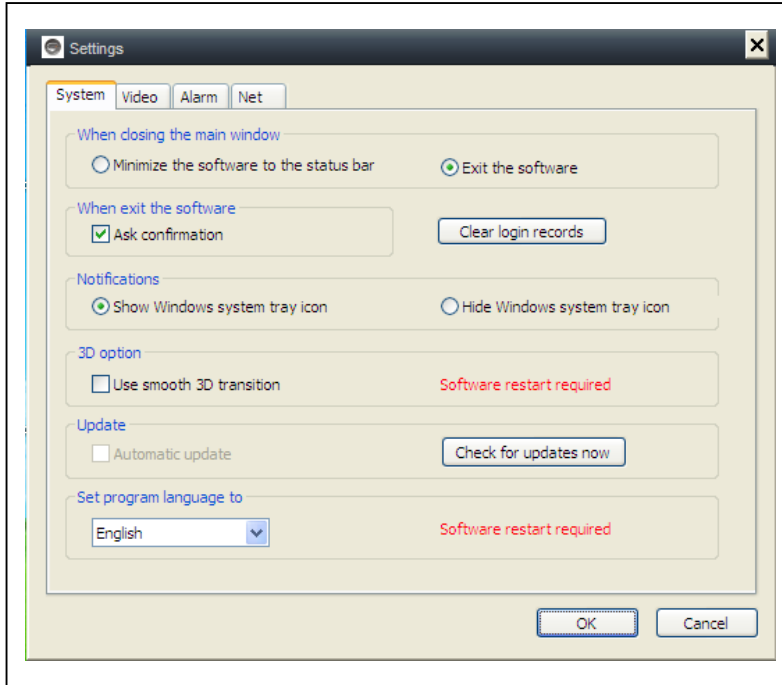 Settings
System Video Alarm Net
When closing the main window
Minimize the software to the status bar Exit the software
When exit the software
Ask confirmation Clear login records
Notifications
Show Windows system tray icon Hide Windows system tray icon
3D option
Use smooth 3D transition Software restart required
Update
Automatic update Check for updates now
Set program language to
English Software restart required
OK Cancel